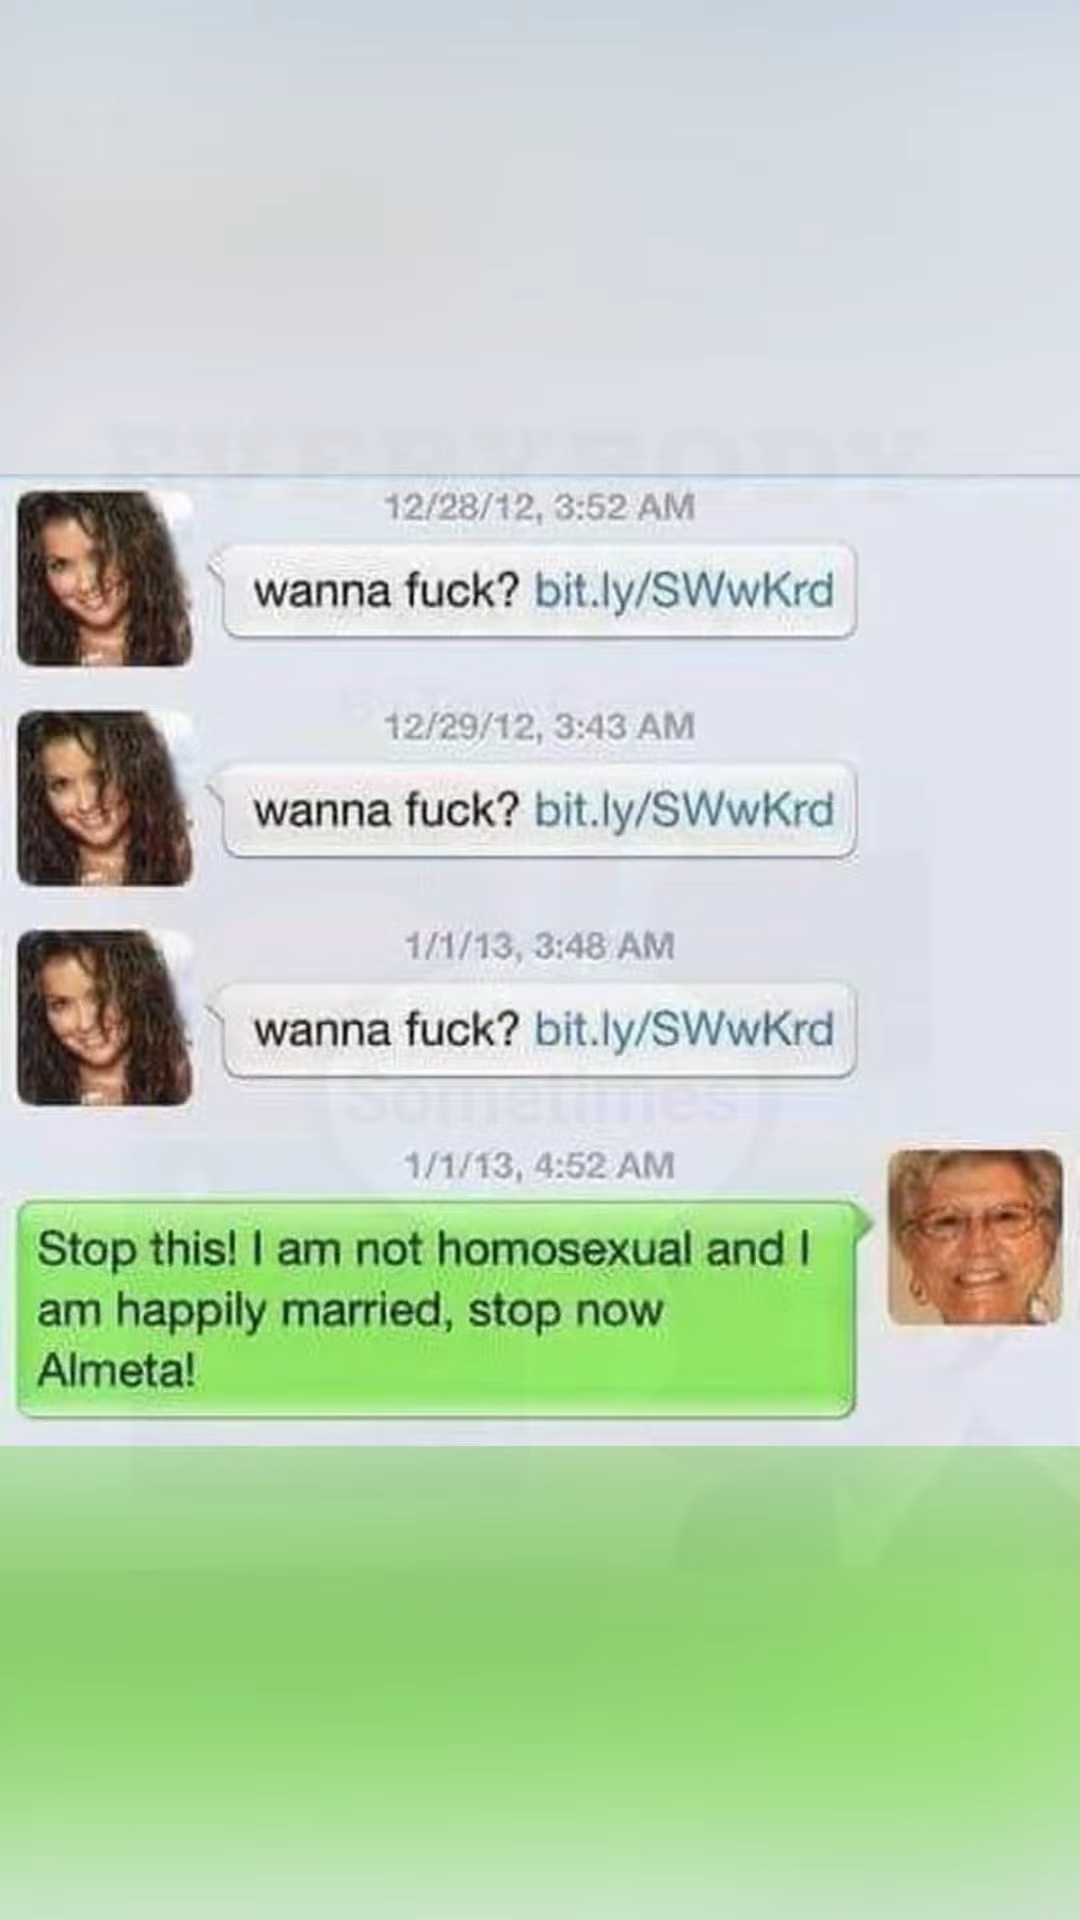 EVERYBODY
12/28/12, 3:52 AM
wanna fuck? bit.ly/SWwKrd
12/29/12, 3:43 AM
wanna fuck? bit.ly/SWwKrd
1/1/13, 3:48 AM
wanna fuck? bit.ly/SWwKrd
Sometimes
1/1/13, 4:52 AM
Stop this! I am not homosexual and I
am happily married, stop now
Almeta!